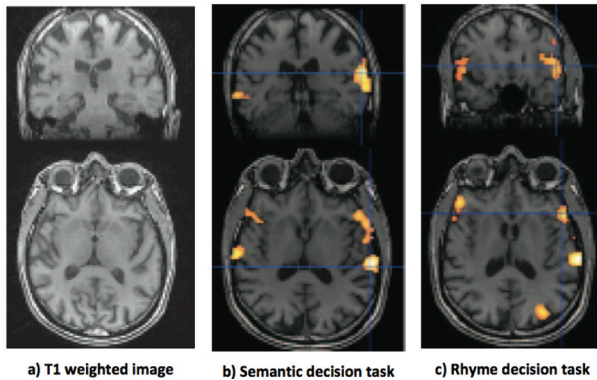 a) T1 weighted image
b) Semantic decision task
c) Rhyme decision task